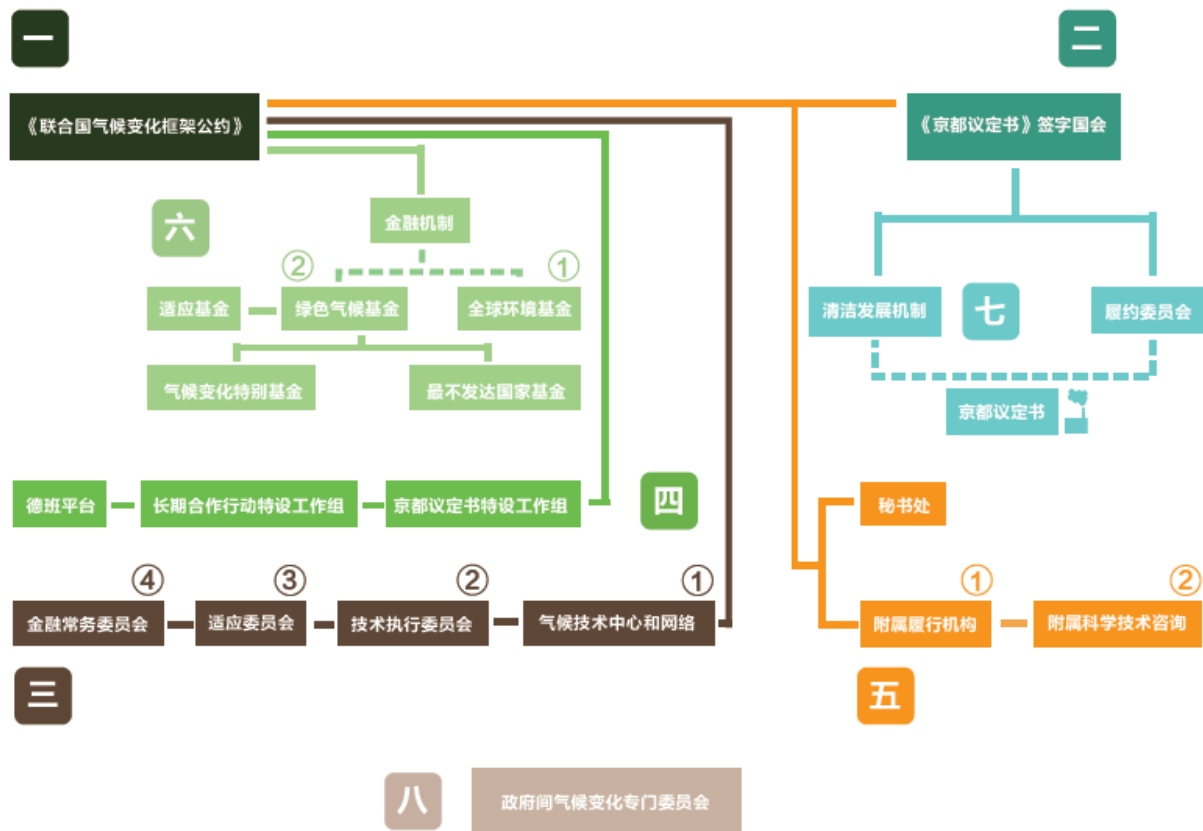 一
二
《联合国气候变化框架公约》
《京都议定书》签字国会
六
金融机制
②
①
适应基金
绿色气候基金
全球环境基金
清洁发展机制
七
履约委员会
气候变化特别基金
最不发达国家基金
京都议定书
德班平台
长期合作行动特设工作组
京都议定书特设工作组
四
秘书处
④
③
②
①
①
②
金融常务委员会
适应委员会
技术执行委员会
气候技术中心和网络
附属履行机构
附属科学技术咨询
三
五
八
政府间气候变化专门委员会